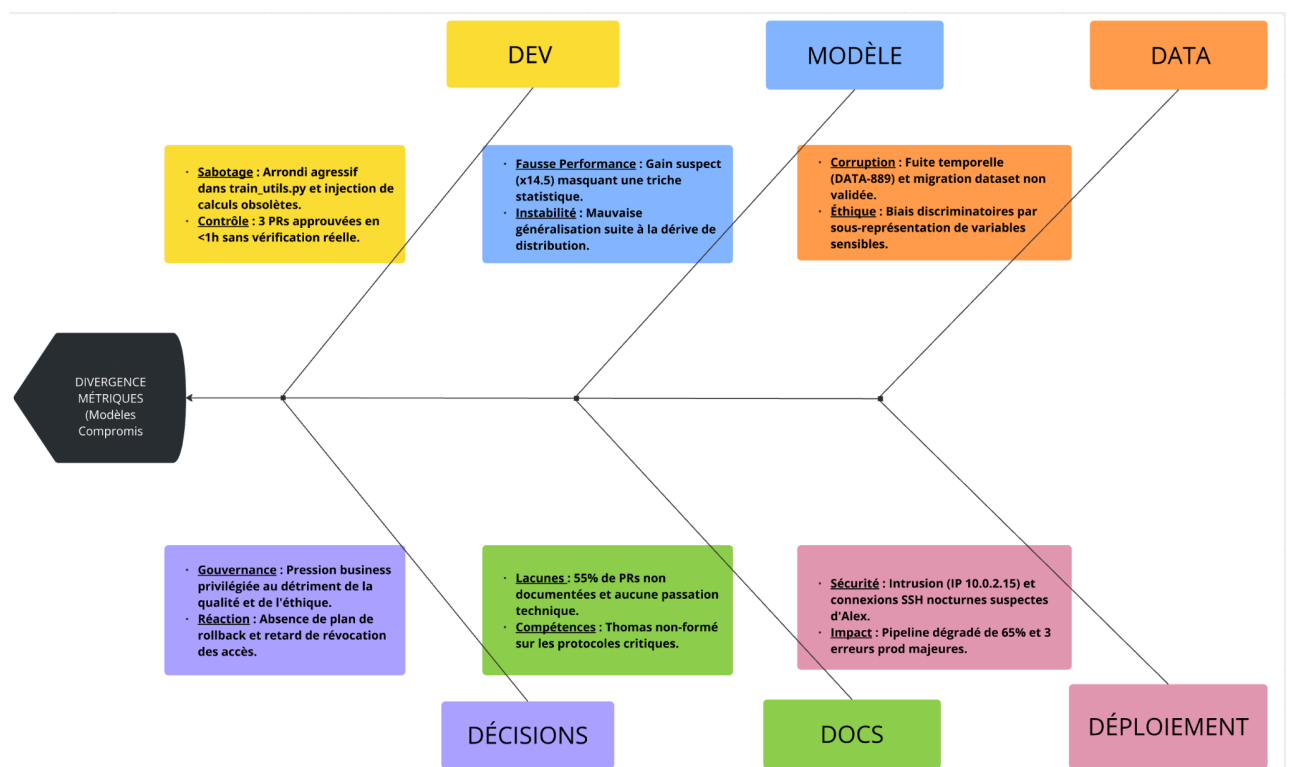 DEV
MODÈLE
DATA
· Sabotage : Arrondi agressif
dans train_utils.py et injection de
calculs obsolètes.
· Contrôle : 3 PRs approuvées en
<1h sans vérification réelle.
· Fausse Performance : Gain suspect
(x14.5) masquant une triche
statistique.
· Instabilité : Mauvaise
généralisation suite à la dérive de
distribution.
· Corruption : Fuite temporelle
(DATA-889) et migration dataset non
validée.
· Éthique : Biais discriminatoires par
sous-représentation de variables
sensibles.
DIVERGENCE
MÉTRIQUES
(Modèles
Compromis
· Gouvernance : Pression business
privilégiée au détriment de la
qualité et de l'éthique.
· Réaction : Absence de plan de
rollback et retard de révocation
des accès.
· Lacunes : 55% de PRs non
documentées et aucune passation
technique.
· Compétences : Thomas non-formé
sur les protocoles critiques.
· Sécurité : Intrusion (IP 10.0.2.15) et
connexions SSH nocturnes suspectes
d'Alex.
· Impact : Pipeline dégradé de 65% et 3
erreurs prod majeures.
DÉCISIONS
DOCS
DÉPLOIEMENT